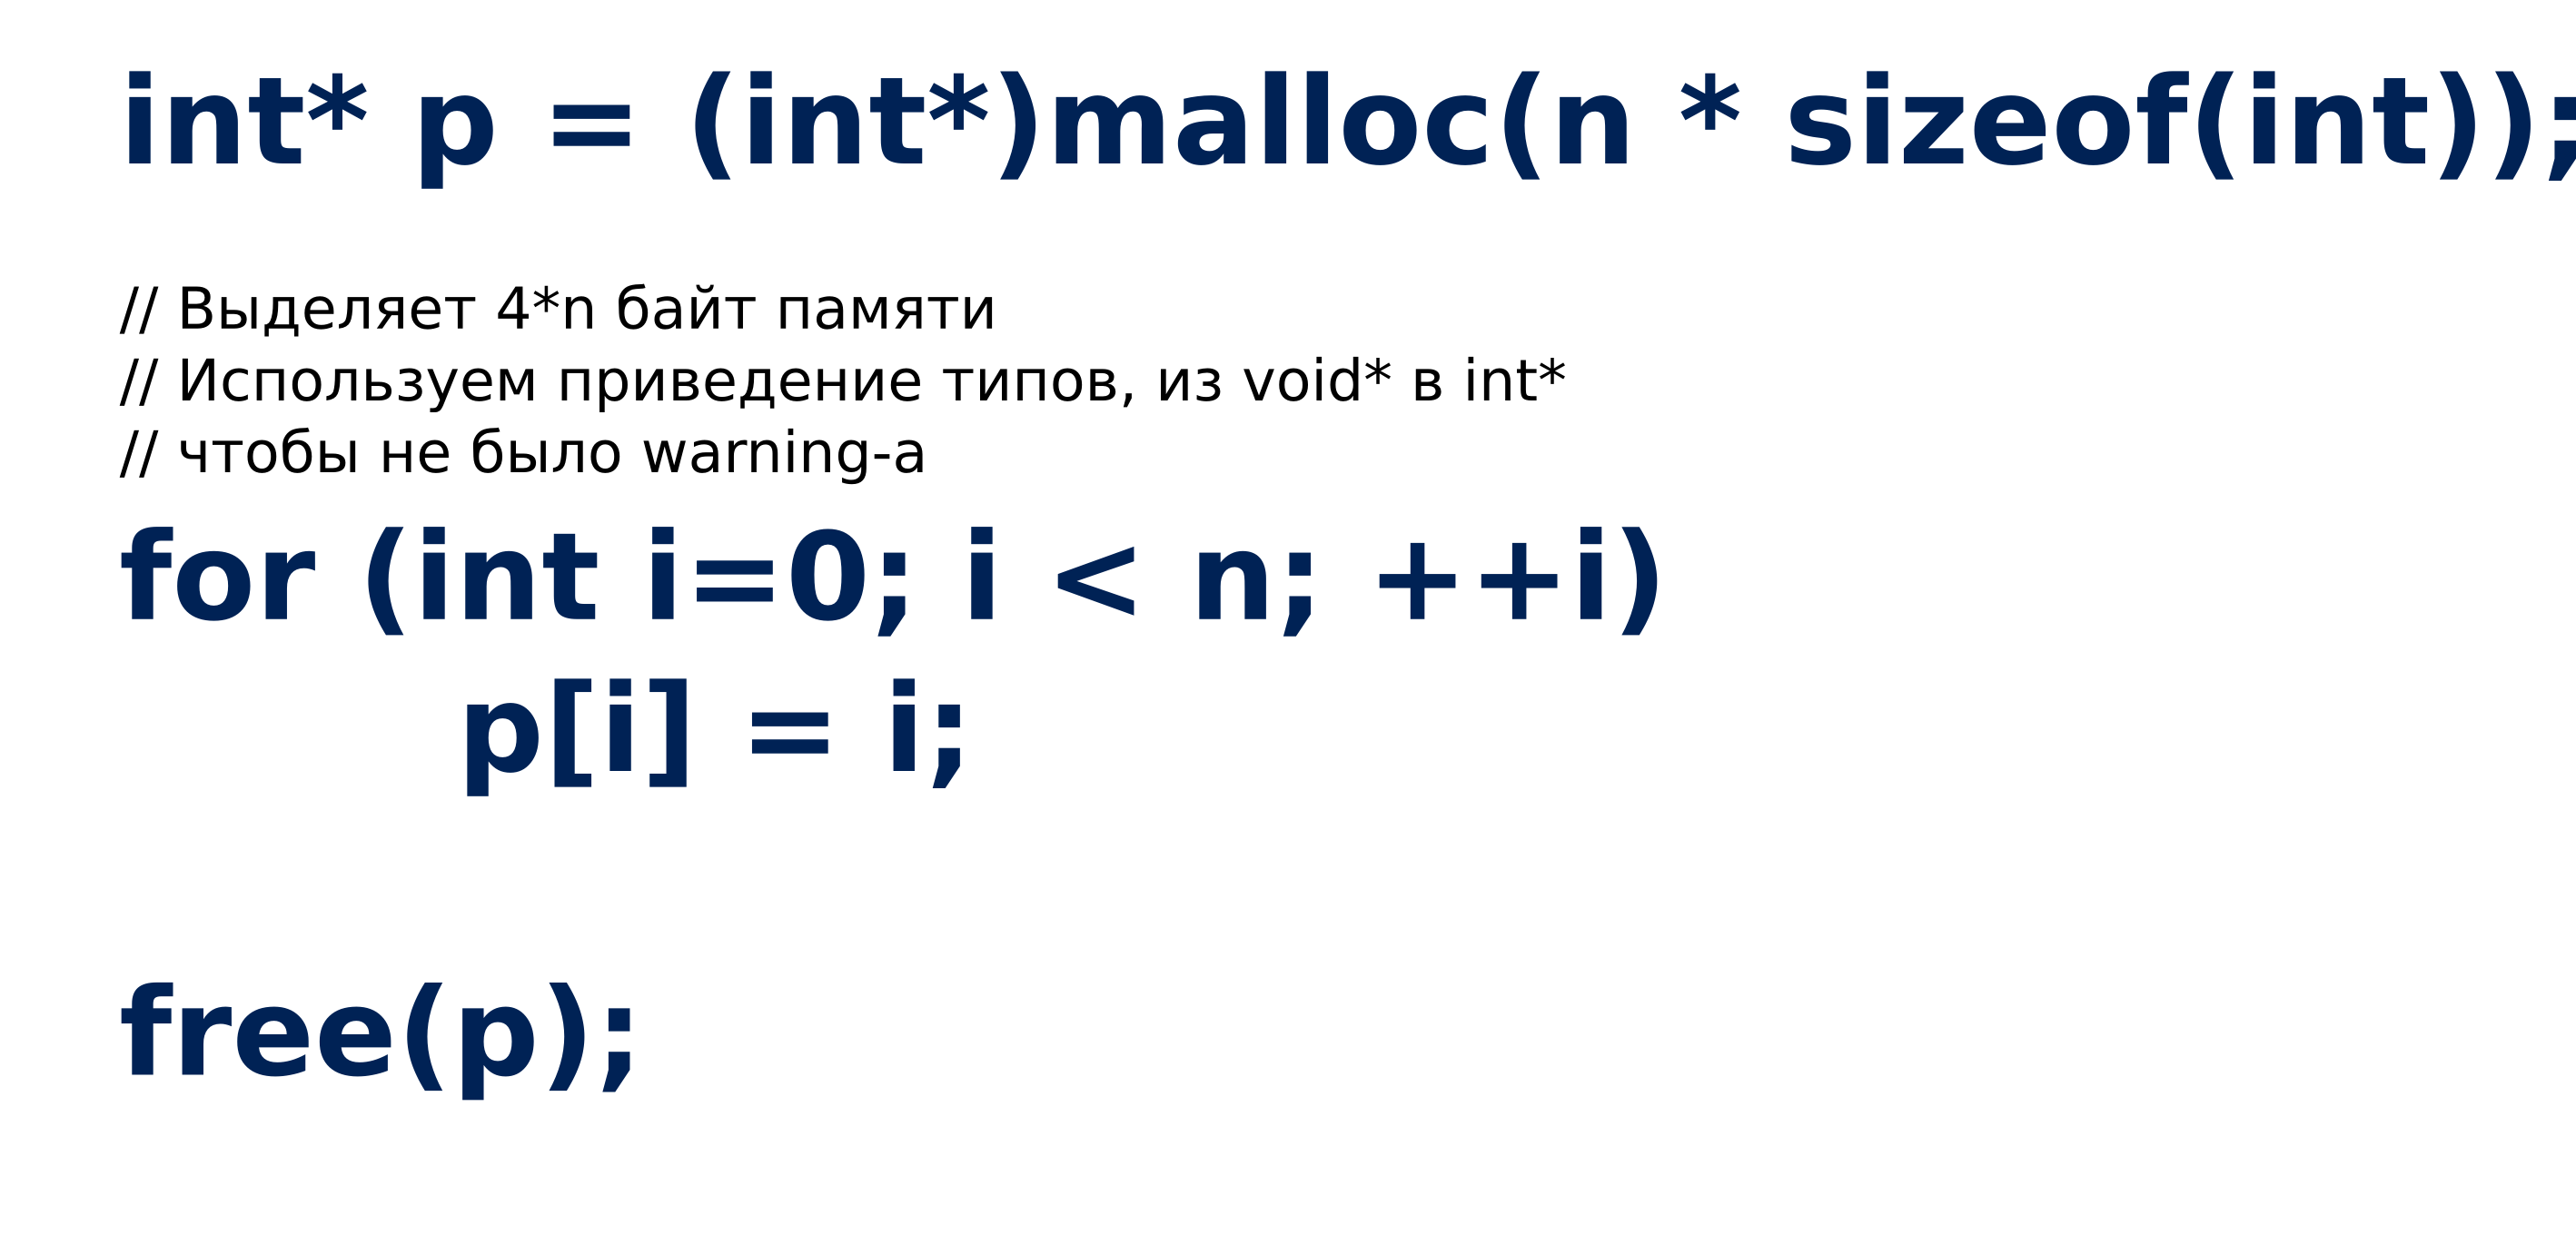 int* p = (int*)malloc(n * sizeof(int));
// Выделяет 4*n байт памяти
// Используем приведение типов, из void* в int*
// чтобы не было warning-а
for (int i=0; i < n; ++i)
p[i] = i;
free(p);